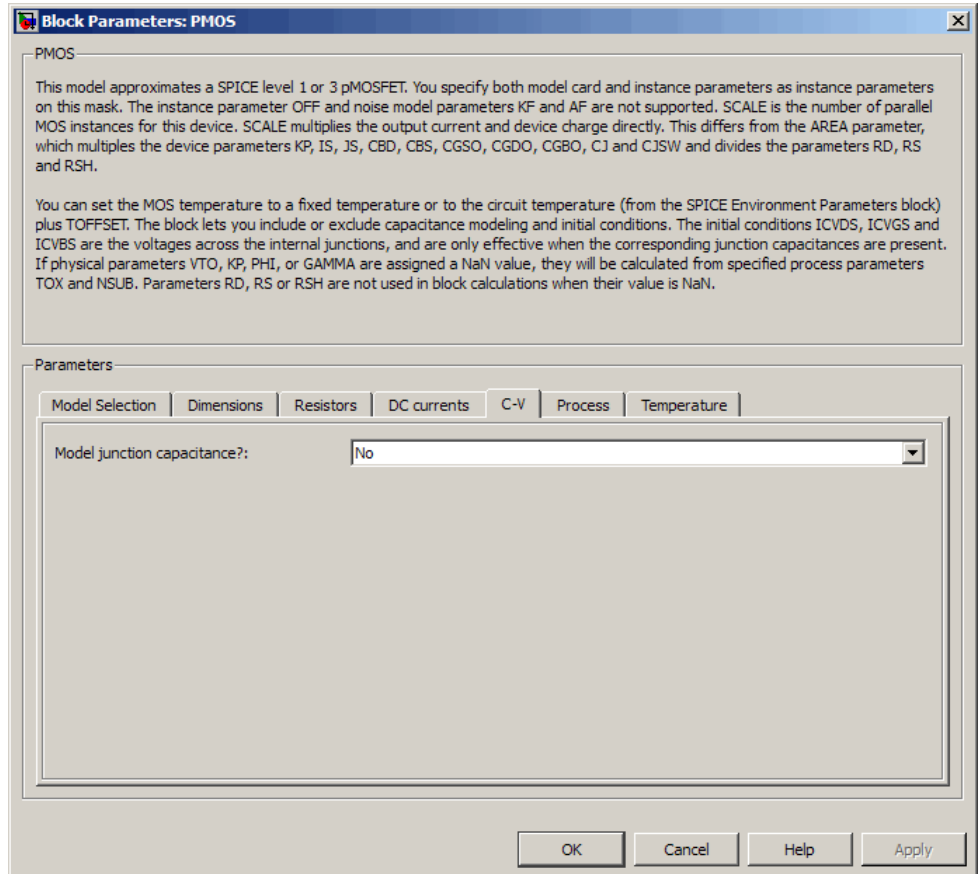 Block Parameters: PMOS
PMOS
This model approximates a SPICE level 1 or 3 pMOSFET. You specify both model card and instance parameters as instance parameters
on this mask. The instance parameter OFF and noise model parameters KF and AF are not supported. SCALE is the number of parallel
MOS instances for this device. SCALE multiplies the output current and device charge directly. This differs from the AREA parameter,
which multiples the device parameters KP, IS, JS, CBD, CBS, CGSO, CGDO, CGBO, CJ and CJSW and divides the parameters RD, RS
and RSH.
You can set the MOS temperature to a fixed temperature or to the circuit temperature (from the SPICE Environment Parameters block)
plus TOFFSET. The block lets you include or exclude capacitance modeling and initial conditions. The initial conditions ICVDS, ICVGS and
ICVBS are the voltages across the internal junctions, and are only effective when the corresponding junction capacitances are present.
If physical parameters VTO, KP, PHI, or GAMMA are assigned a NaN value, they will be calculated from specified process parameters
TOX and NSUB. Parameters RD, RS or RSH are not used in block calculations when their value is NaN.
Parameters
Model Selection Dimensions Resistors DC currents C-V Process Temperature
Model junction capacitance?: No
OK Cancel Help Apply